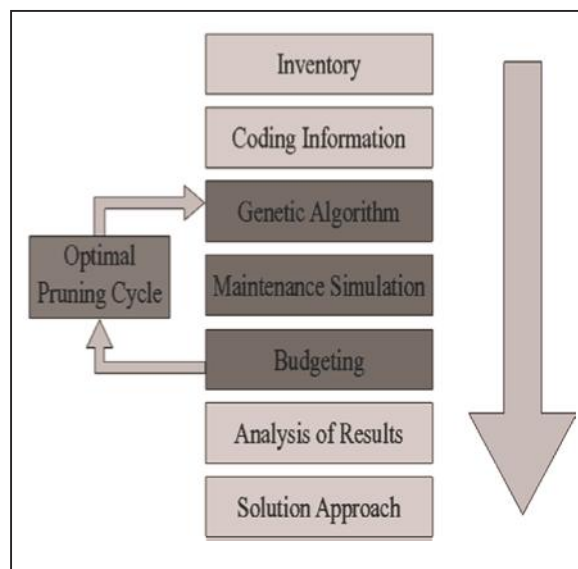 Inventory
Coding Information
Genetic Algorithm
Optimal
Pruning Cycle
Maintenance Simulation
Budgeting
Analysis of Results
Solution Approach